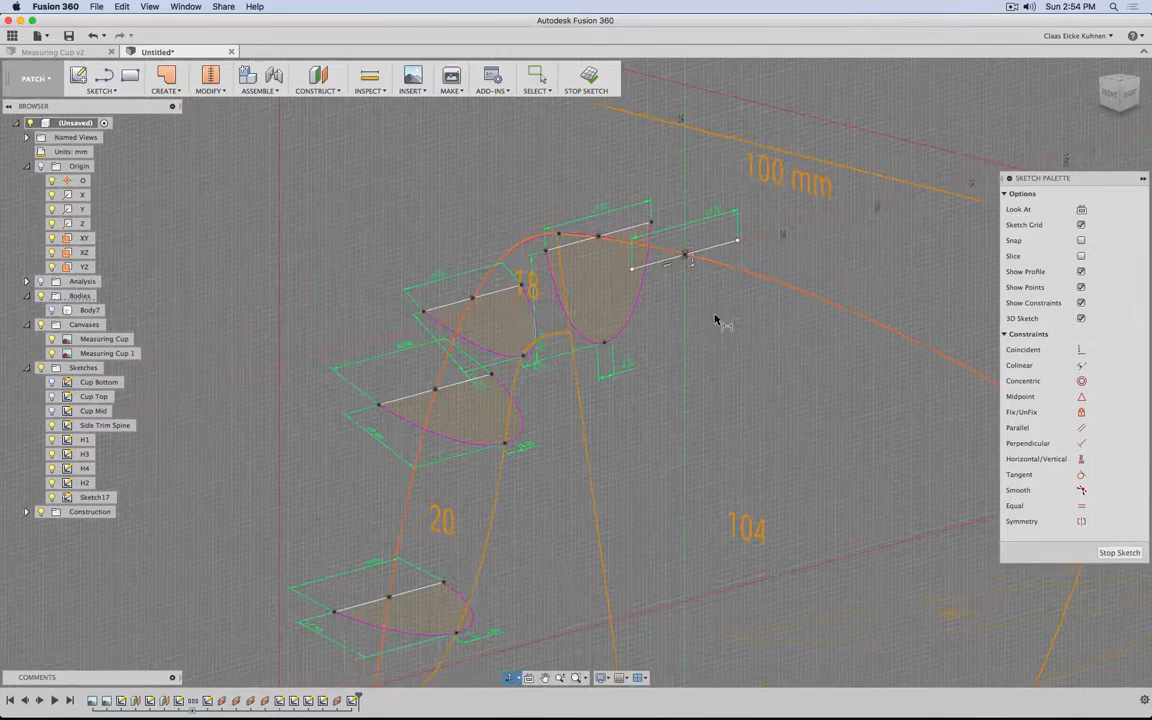 Fusion 360 File Edit View Window Share Help Sun 2:54 PM
Autodesk Fusion 360
Claas Eicke Kuhnen
Measuring Cup v2 Untitled*
PATCH SKETCH CREATE MODIFY ASSEMBLE CONSTRUCT INSPECT INSERT MAKE ADD-INS SELECT STOP SKETCH
BROWSER
(Unsaved)
Named Views
Units: mm
Origin
O
X
Y
Z
XY
XZ
YZ
Analysis
Bodies
Body7
Canvases
Measuring Cup
Measuring Cup 1
Sketches
Cup Bottom
Cup Top
Cup Mid
Side Trim Spine
H1
H3
H4
H2
Sketch17
Construction
100 mm
18
20
104
FRONT
SKETCH PALETTE
Options
Look At
Sketch Grid
Snap
Slice
Show Profile
Show Points
Show Constraints
3D Sketch
Constraints
Coincident
Colinear
Concentric
Midpoint
Fix/UnFix
Parallel
Perpendicular
Horizontal/Vertical
Tangent
Smooth
Equal
Symmetry
Stop Sketch
COMMENTS